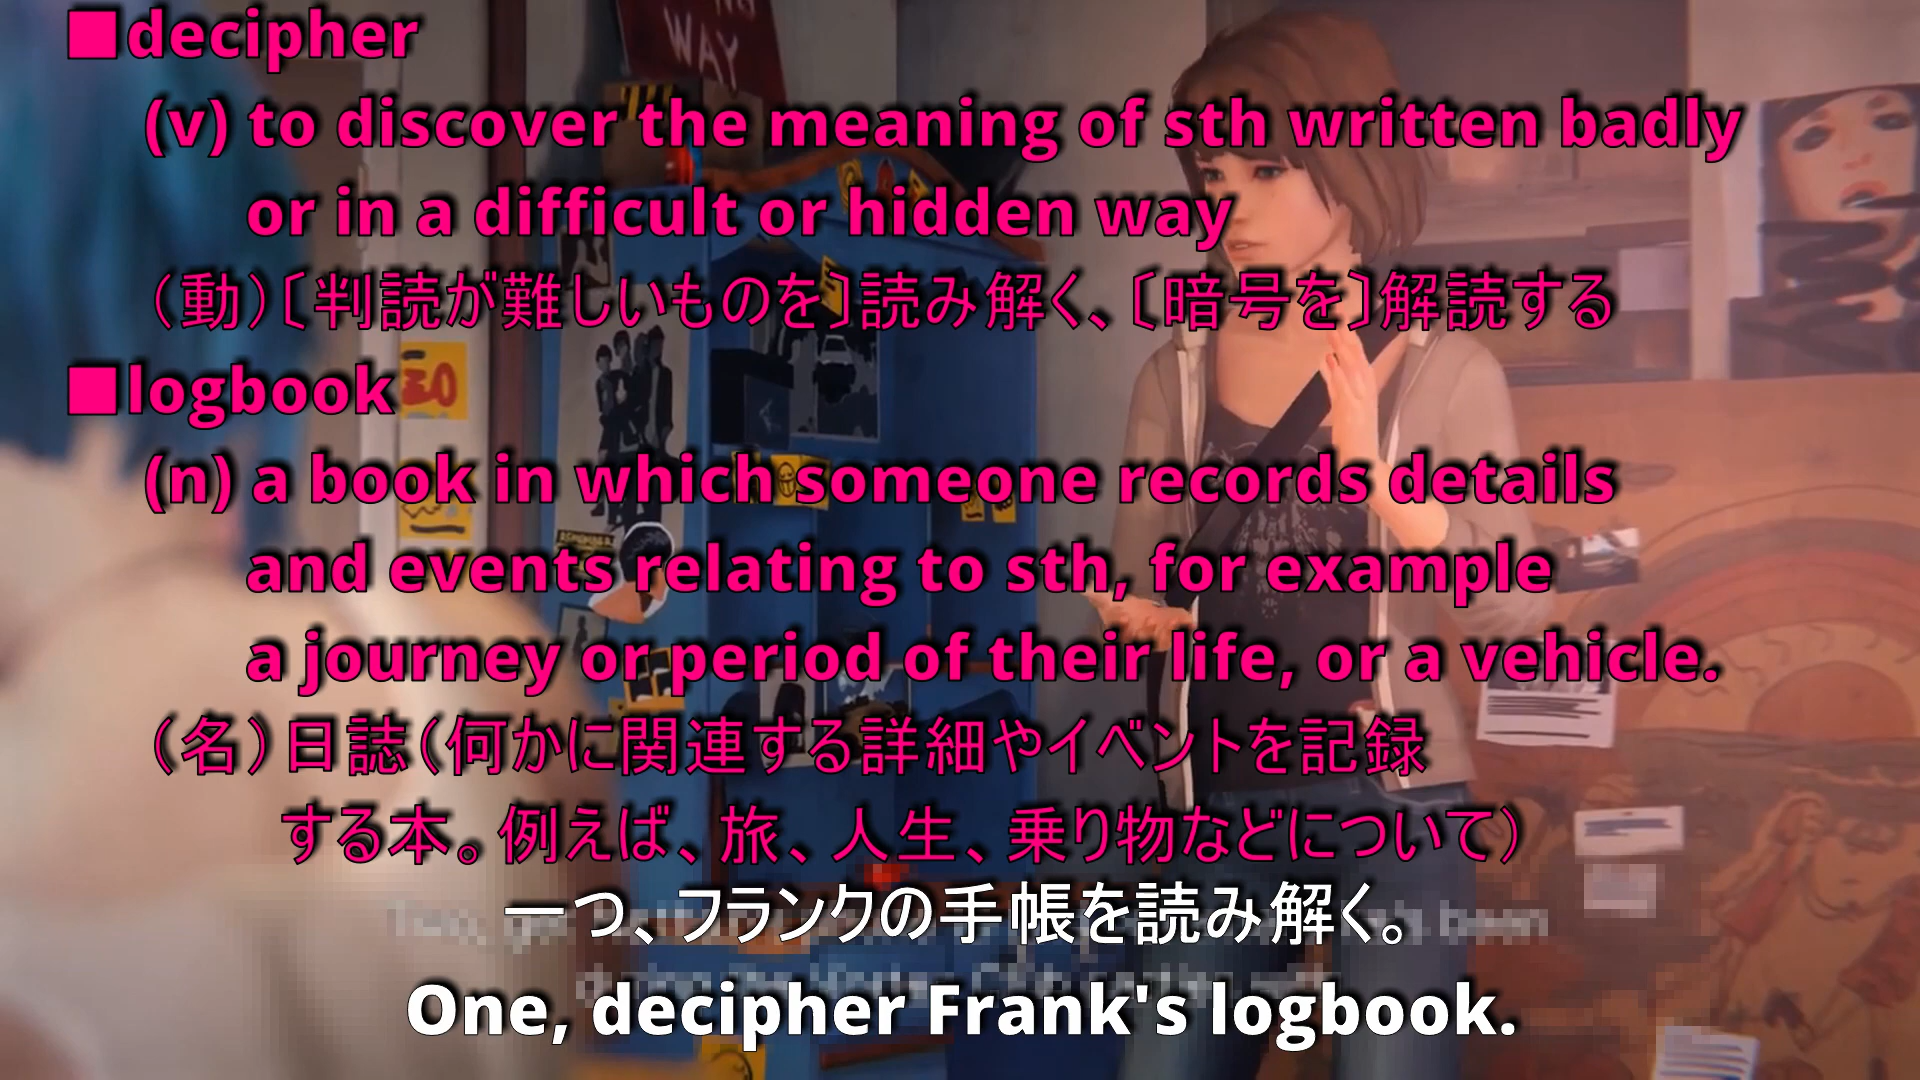 NO
WAY
■decipher
(v) to discover the meaning of sth written badly
or in a difficult or hidden way
（動）〔判読が難しいものを〕読み解く、〔暗号を〕解読する
■logbook
(n) a book in which someone records details
and events relating to sth, for example
a journey or period of their life, or a vehicle.
（名）日誌（何かに関連する詳細やイベントを記録
する本。例えば、旅、人生、乗り物などについて）
一つ、フランクの手帳を読み解く。
One, decipher Frank's logbook.